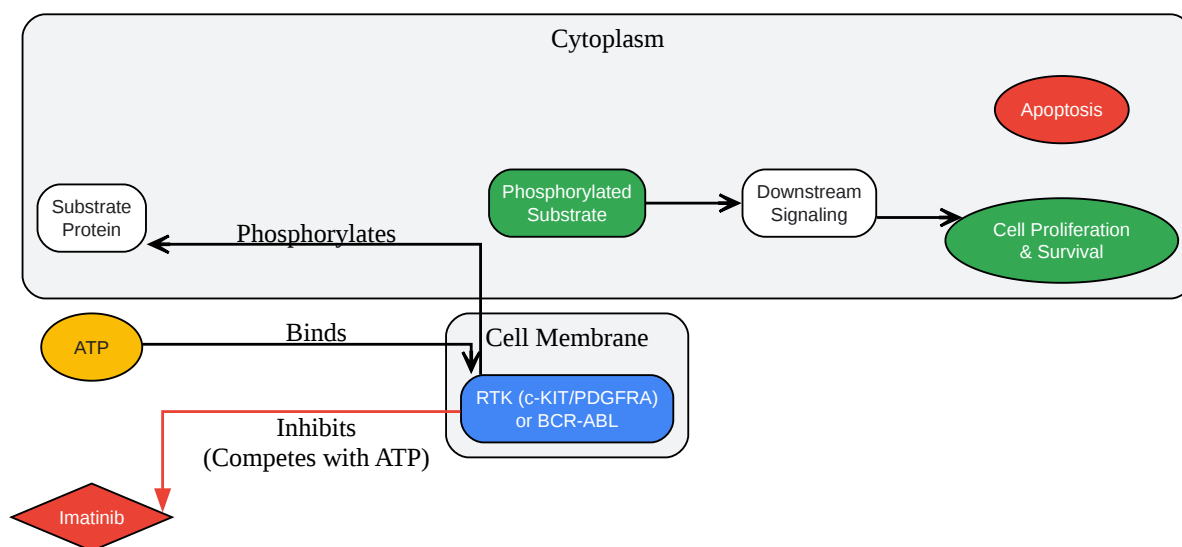 Cytoplasm
Apoptosis
Substrate
Protein
Phosphorylated
Substrate
Downstream
Signaling
Cell Proliferation
& Survival
Phosphorylates
ATP
Binds
Cell Membrane
RTK (c-KIT/PDGFRA)
or BCR-ABL
Inhibits
(Competes with ATP)
Imatinib